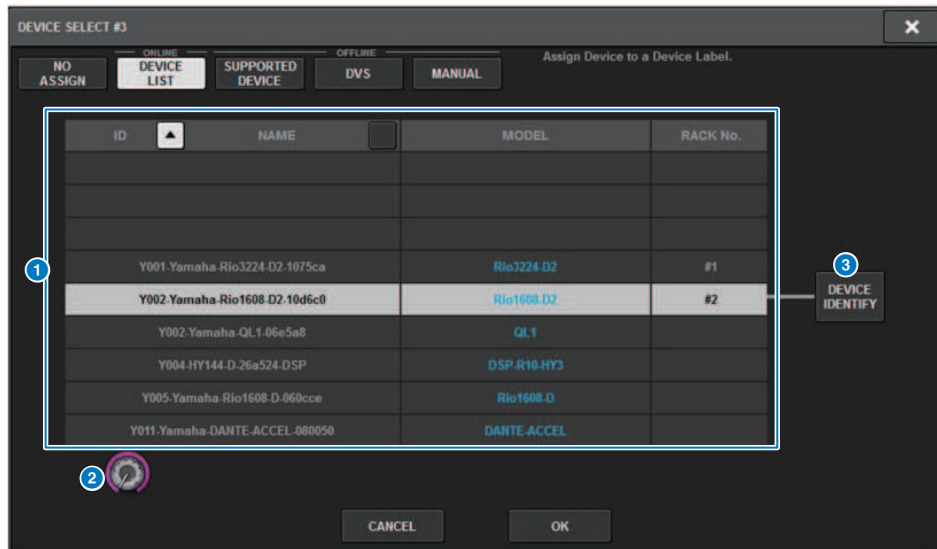 DEVICE SELECT #3
ONLINE
OFFLINE
NO ASSIGN
DEVICE LIST
SUPPORTED DEVICE
DVS
MANUAL
Assign Device to a Device Label.
ID NAME MODEL RACK No.
1
Y001-Yamaha-Rio3224-D2-1075ca Rio3224-D2 #1
Y002-Yamaha-Rio1608-D2-10d6c0 Rio1608-D2 #2
Y002-Yamaha-QL1-06e5a8 QL1
Y004-HY144-D-26a524-DSP DSP-R10-HY3
Y005-Yamaha-Rio1608-D-060cce Rio1608-D
Y011-Yamaha-DANTE-ACCEL-080050 DANTE-ACCEL
3
DEVICE IDENTIFY
2
CANCEL
OK